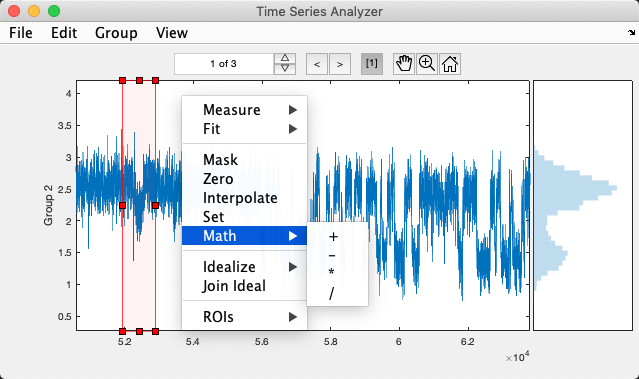 Time Series Analyzer
File Edit Group View
1 of 3 < > [1]
4
3.5
3
2.5
2
1.5
1
0.5
Group 2
Measure
Fit
Mask
Zero
Interpolate
Set
Math
Idealize
Join Ideal
ROIs
+
-
*
/
5.2 5.4 5.6 5.8 6 6.2
×10^4